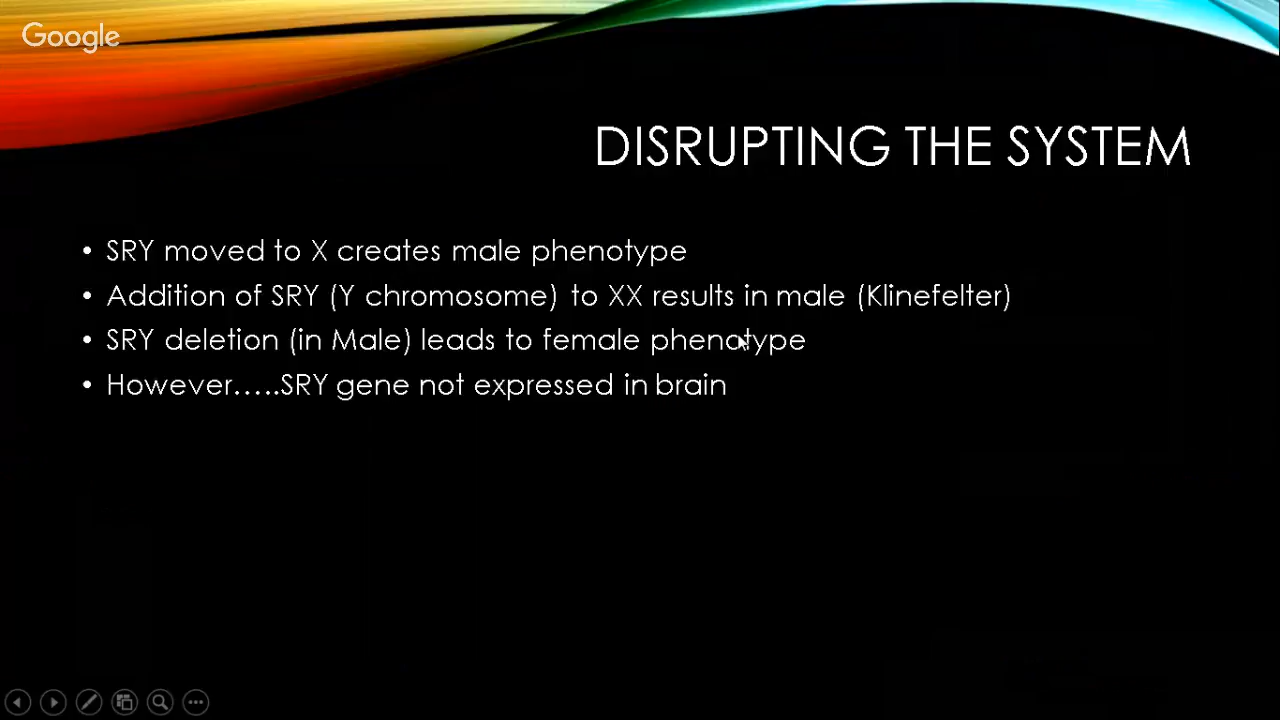 Google
DISRUPTING THE SYSTEM
• SRY moved to X creates male phenotype
• Addition of SRY (Y chromosome) to XX results in male (Klinefelter)
• SRY deletion (in Male) leads to female phenotype
• However.....SRY gene not expressed in brain